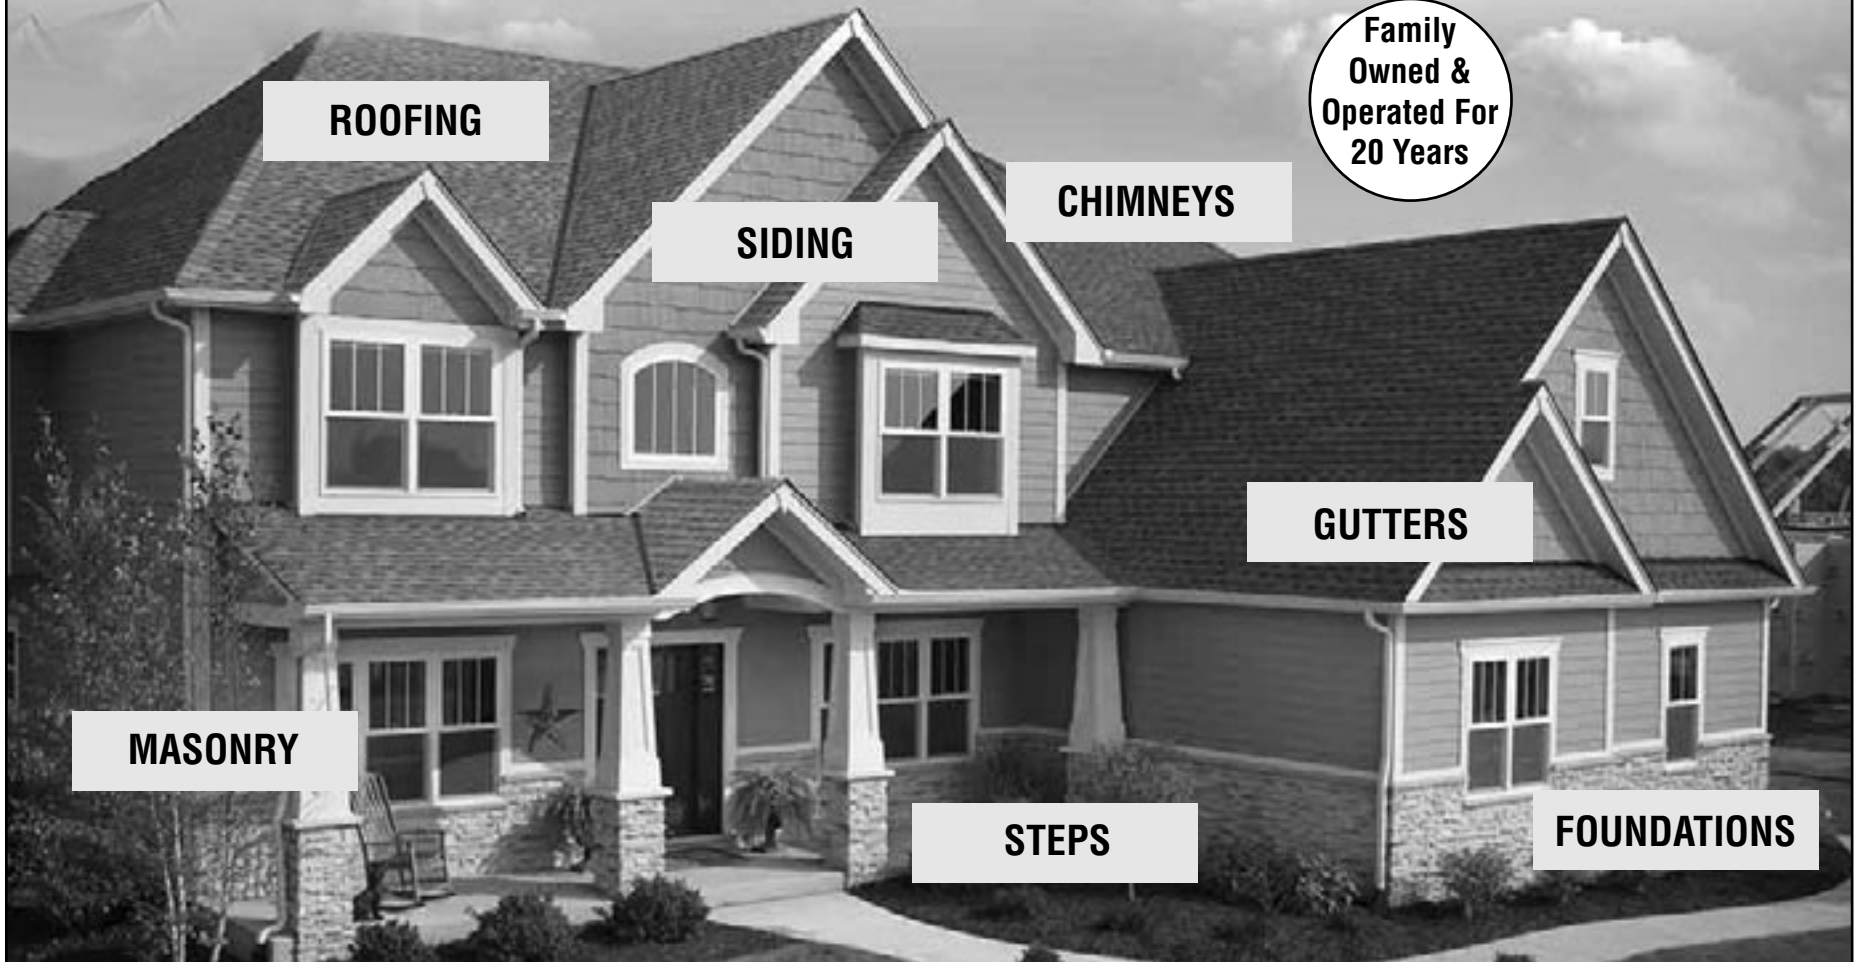 Family
Owned &
Operated For
20 Years
ROOFING
CHIMNEYS
SIDING
GUTTERS
MASONRY
STEPS
FOUNDATIONS